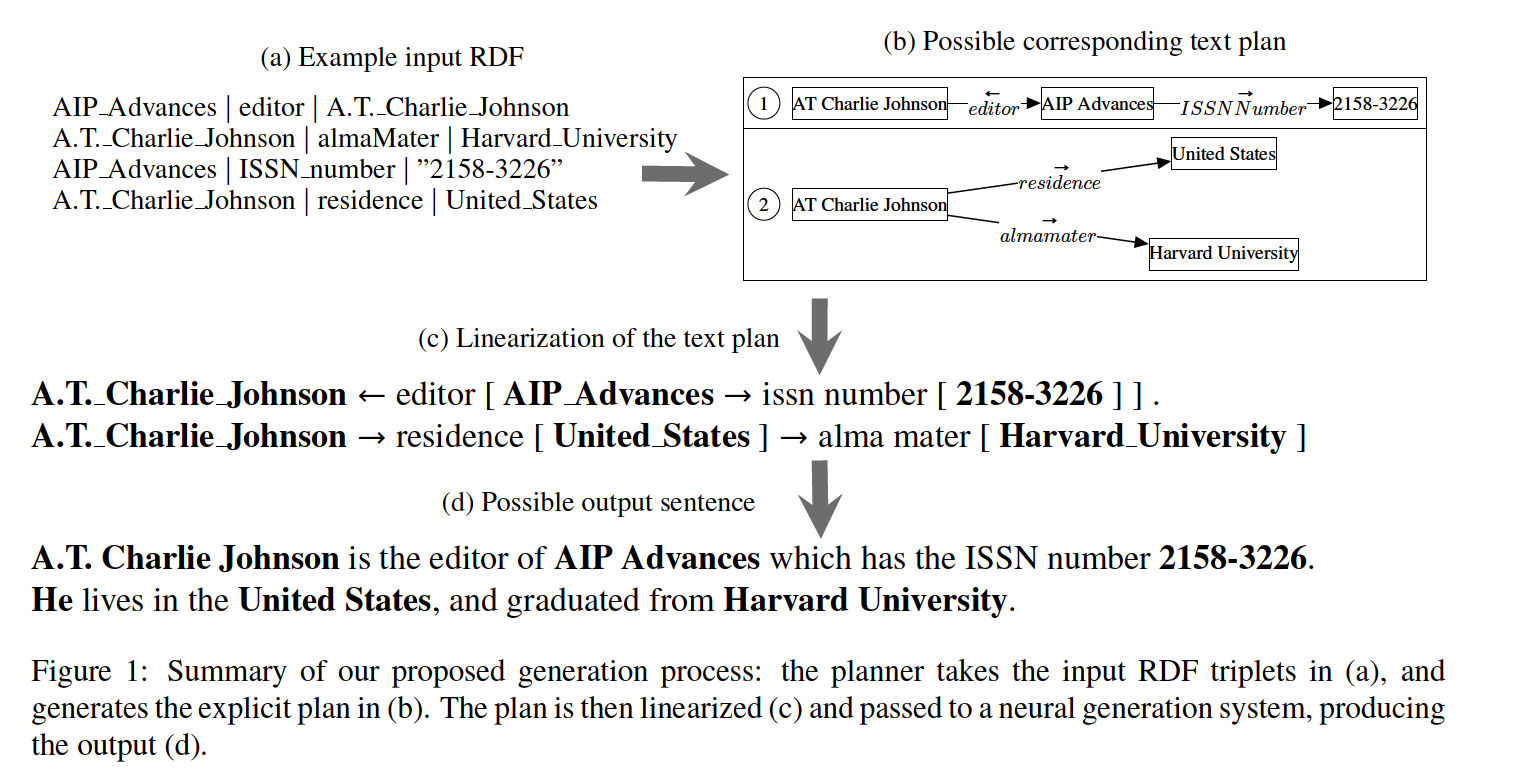 (a) Example input RDF
AIP_Advances | editor | A.T._Charlie_Johnson
A.T._Charlie_Johnson | almaMater | Harvard_University
AIP_Advances | ISSN_number | ”2158-3226”
A.T._Charlie_Johnson | residence | United_States
(b) Possible corresponding text plan
1 AT Charlie Johnson ← editor AIP Advances → ISSNNumber 2158-3226
United States
→ residence
2 AT Charlie Johnson
→ almamater
Harvard University
(c) Linearization of the text plan
A.T._Charlie_Johnson ← editor [ AIP_Advances → issn number [ 2158-3226 ] ] .
A.T._Charlie_Johnson → residence [ United_States ] → alma mater [ Harvard_University ]
(d) Possible output sentence
A.T. Charlie Johnson is the editor of AIP Advances which has the ISSN number 2158-3226.
He lives in the United States, and graduated from Harvard University.
Figure 1: Summary of our proposed generation process: the planner takes the input RDF triplets in (a), and
generates the explicit plan in (b). The plan is then linearized (c) and passed to a neural generation system, producing
the output (d).